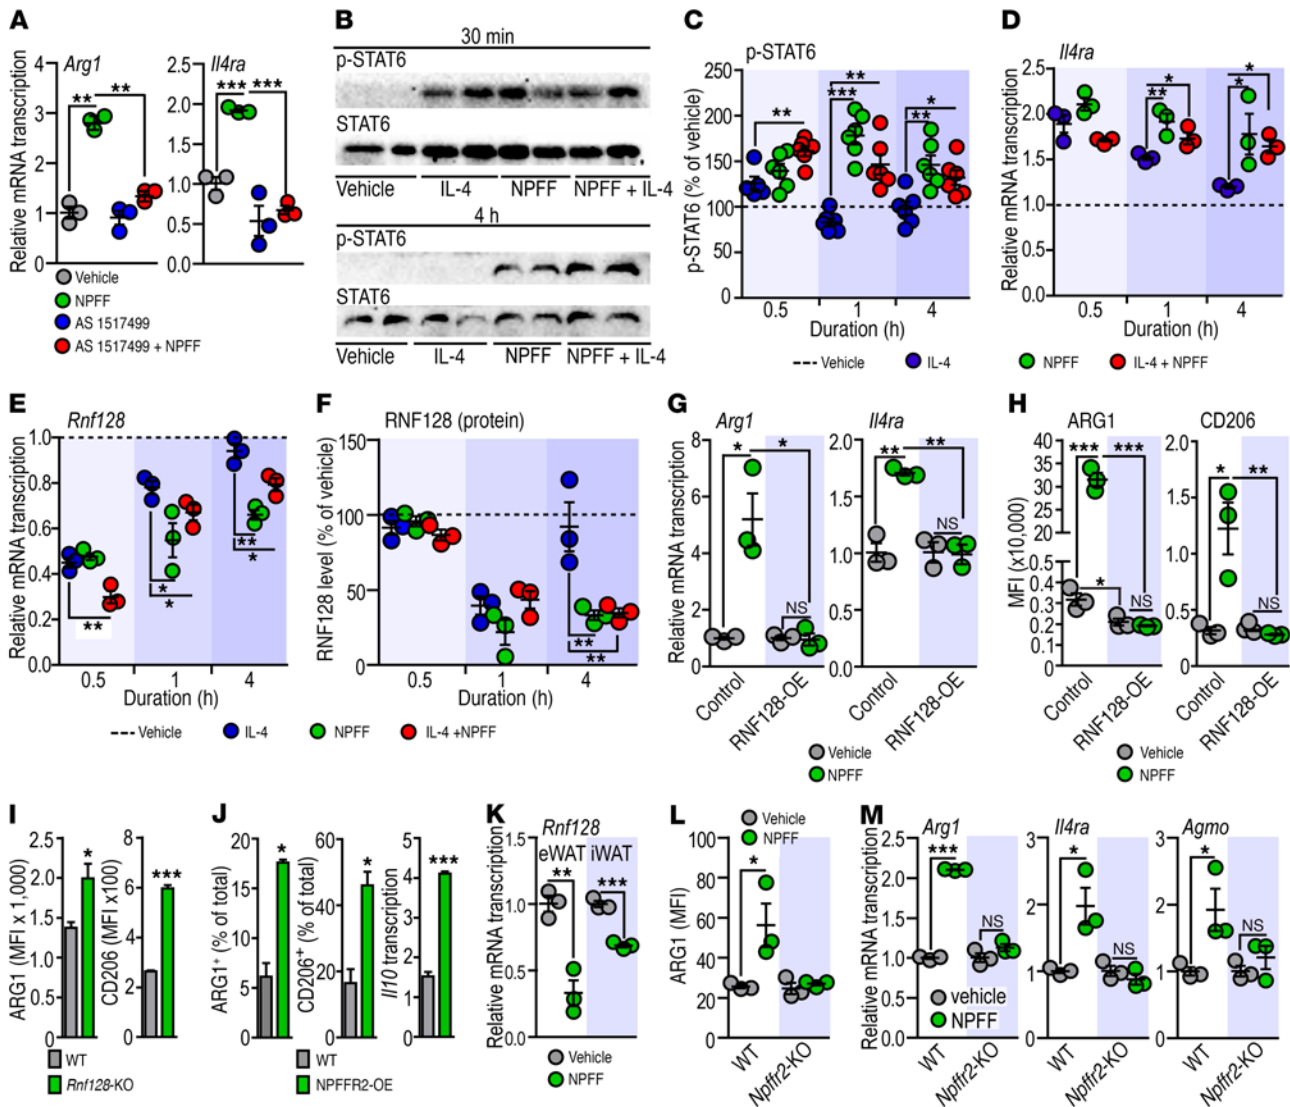 A
Arg1
Il4ra
Relative mRNA transcription
4
3
2
1
0
2.5
2.0
1.5
1.0
0.5
0.0
**
**
***
***
Vehicle
NPFF
AS 1517499
AS 1517499 + NPFF
B
30 min
p-STAT6
STAT6
Vehicle
IL-4
NPFF
NPFF + IL-4
4 h
p-STAT6
STAT6
Vehicle
IL-4
NPFF
NPFF + IL-4
C
p-STAT6
p-STAT6 (% of vehicle)
250
200
150
100
50
0
**
***
**
**
*
0.5
1
4
Duration (h)
D
Il4ra
Relative mRNA transcription
2.5
2.0
1.5
1.0
0.5
0.0
**
*
*
*
0.5
1
4
Duration (h)
Vehicle
IL-4
NPFF
IL-4 + NPFF
E
Rnf128
Relative mRNA transcription
1.0
0.8
0.6
0.4
0.2
0.0
**
*
*
**
*
0.5
1
4
Duration (h)
F
RNF128 (protein)
RNF128 level (% of vehicle)
150
100
50
0
**
**
0.5
1
4
Duration (h)
Vehicle
IL-4
NPFF
IL-4 +NPFF
G
Arg1
Il4ra
Relative mRNA transcription
8
6
4
2
0
2.0
1.5
1.0
0.5
0.0
*
*
NS
**
**
NS
Control
RNF128-OE
Control
RNF128-OE
Vehicle
NPFF
H
ARG1
CD206
MFI (x10,000)
40
35
30
25
20
15
10
0.5
0.4
0.3
0.2
0.1
0
2.0
1.5
1.0
0.5
0
***
***
*
NS
*
**
NS
Control
RNF128-OE
Control
RNF128-OE
Vehicle
NPFF
I
ARG1 (MFI x 1,000)
2.5
2.0
1.5
1.0
0.5
0
*
CD206 (MFI x100)
8
6
4
2
0
***
WT
Rnf128-KO
J
ARG1+ (% of total)
20
15
10
5
0
*
CD206+ (% of total)
60
40
20
0
*
Il10 transcription
5
4
3
2
1
0
***
WT
NPFFR2-OE
K
Rnf128
eWAT
iWAT
Relative mRNA transcription
1.5
1.0
0.5
0.0
**
***
Vehicle
NPFF
L
Vehicle
NPFF
ARG1 (MFI)
100
80
60
40
20
0
*
WT
Npffr2-KO
M
Arg1
Il4ra
Agmo
Relative mRNA transcription
2.5
2.0
1.5
1.0
0.5
0.0
3
2
1
0
3
2
1
0
***
NS
*
NS
*
NS
vehicle
NPFF
WT
Npffr2-KO
WT
Npffr2-KO
WT
Npffr2-KO